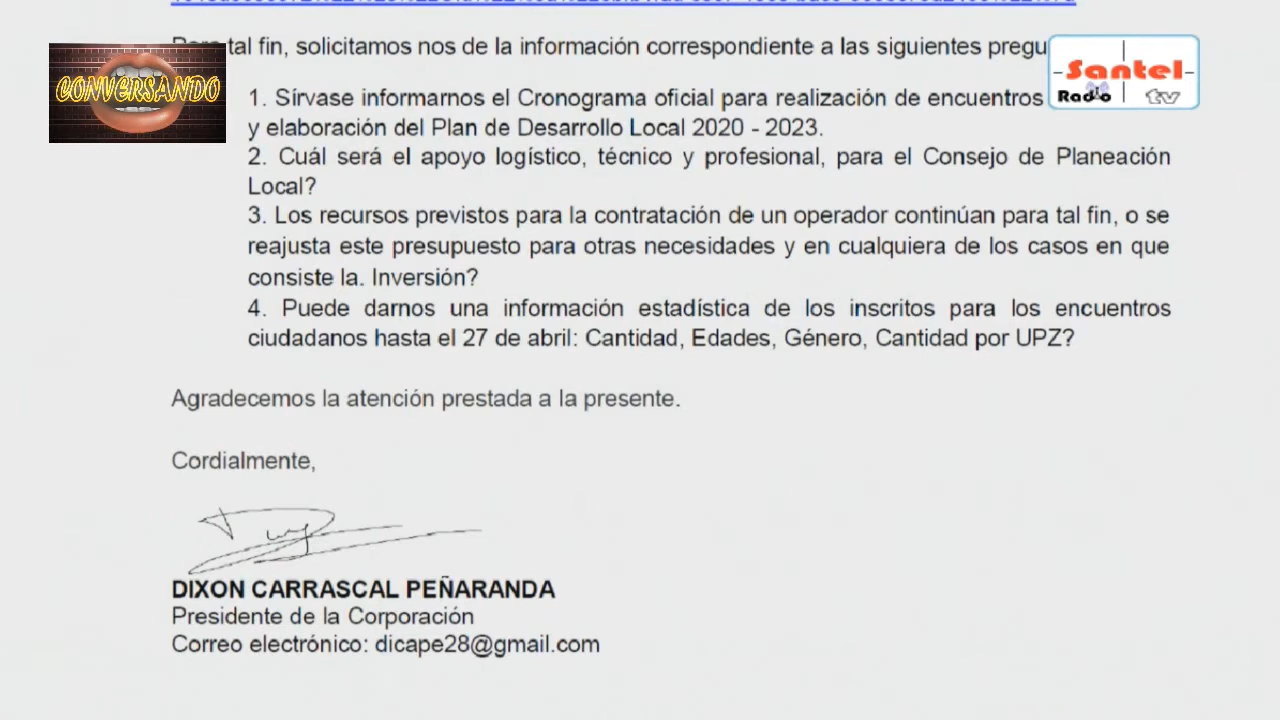 Para tal fin, solicitamos nos de la información correspondiente a las siguientes
CONVERSANDO
Santel
Radio tv
1. Sírvase informarnos el Cronograma oficial para realización de encuentros
y elaboración del Plan de Desarrollo Local 2020 - 2023.
2. Cuál será el apoyo logístico, técnico y profesional, para el Consejo de Planeación
Local?
3. Los recursos previstos para la contratación de un operador continúan para tal fin, o se
reajusta este presupuesto para otras necesidades y en cualquiera de los casos en que
consiste la. Inversión?
4. Puede darnos una información estadística de los inscritos para los encuentros
ciudadanos hasta el 27 de abril: Cantidad, Edades, Género, Cantidad por UPZ?
Agradecemos la atención prestada a la presente.
Cordialmente,
DIXON CARRASCAL PEÑARANDA
Presidente de la Corporación
Correo electrónico: dicape28@gmail.com